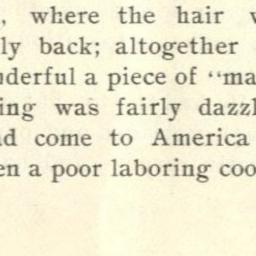 , where the hair
ly back; altogether
derful a piece of "ma
ing was fairly dazzl
d come to America
en a poor laboring coo